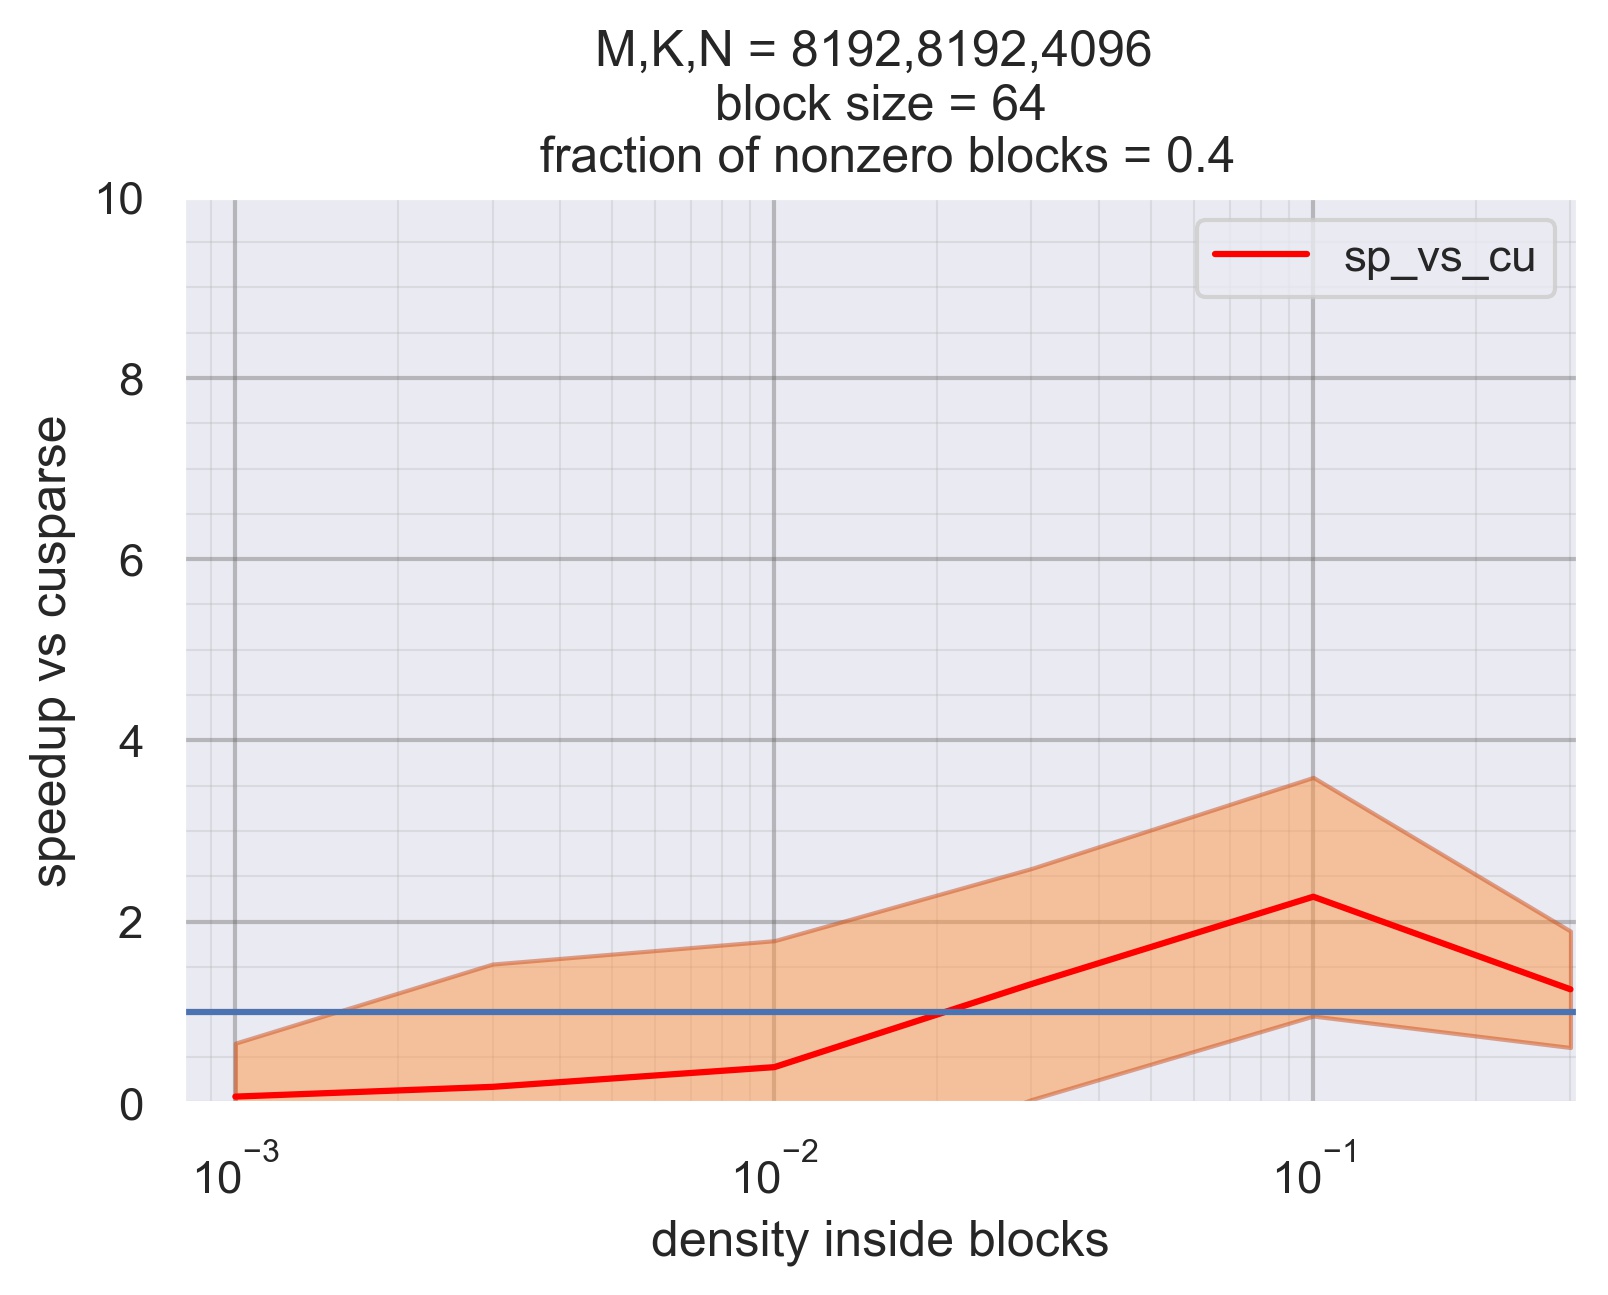 M,K,N = 8192,8192,4096
block size = 64
fraction of nonzero blocks = 0.4
sp_vs_cu
speedup vs cusparse
10
8
6
4
2
0
10⁻³ 10⁻² 10⁻¹
density inside blocks